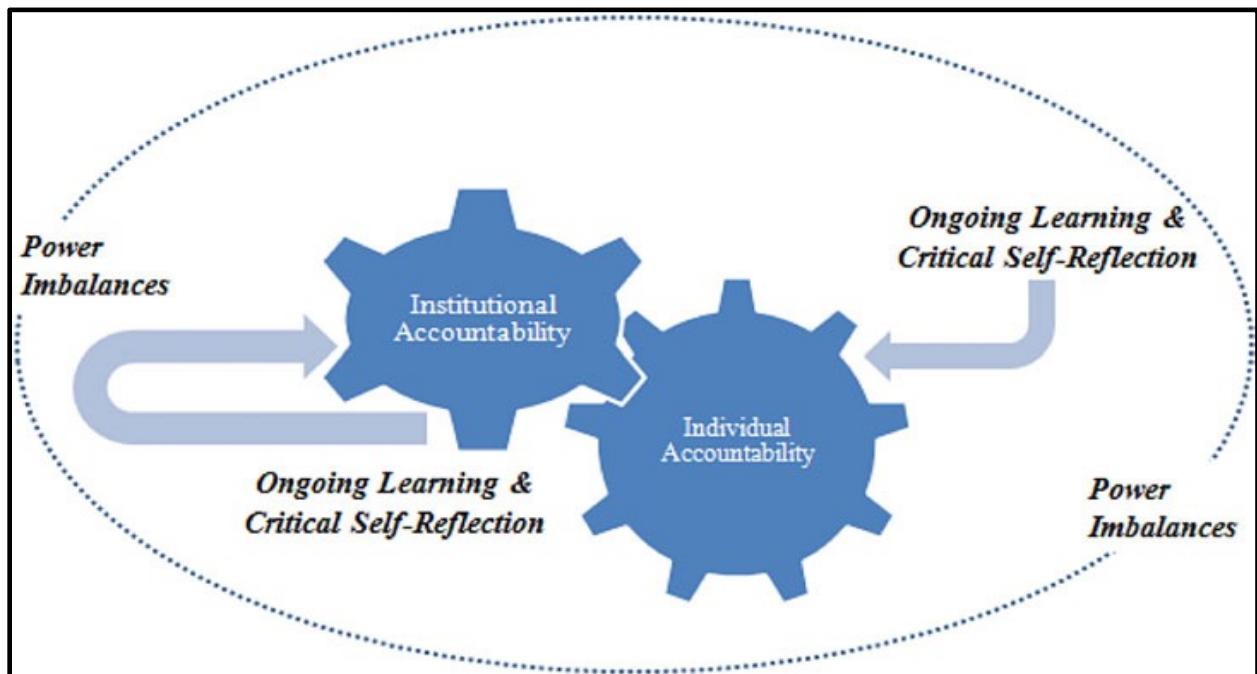 Power
Imbalances
Institutional
Accountability
Ongoing Learning &
Critical Self-Reflection
Ongoing Learning &
Critical Self-Reflection
Individual
Accountability
Power
Imbalances